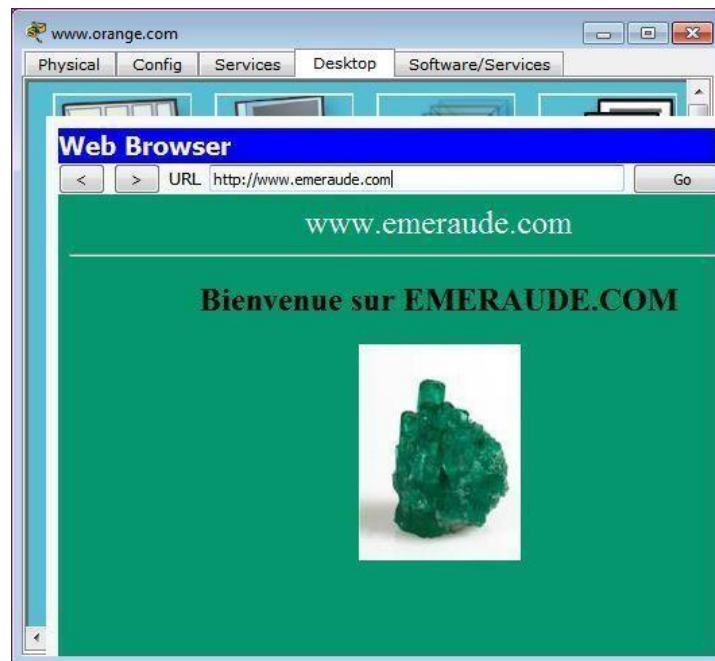 www.orange.com
Physical Config Services Desktop Software/Services
Web Browser
< > URL http://www.emeraude.com Go
www.emeraude.com
Bienvenue sur EMERAUDE.COM